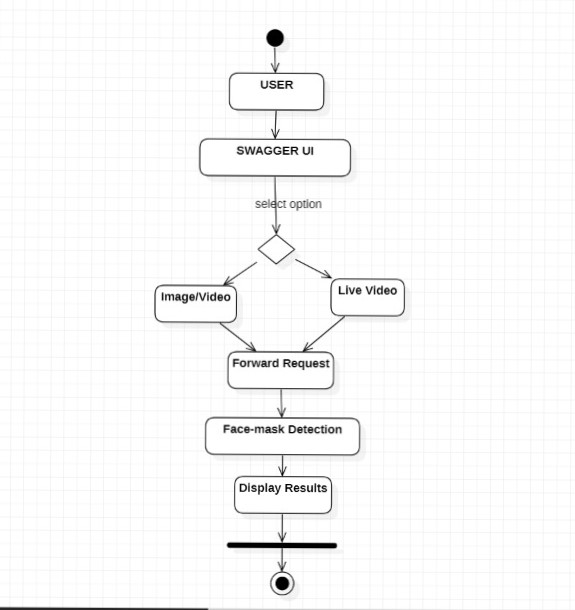 USER
SWAGGER UI
select option
Image/Video
Live Video
Forward Request
Face-mask Detection
Display Results